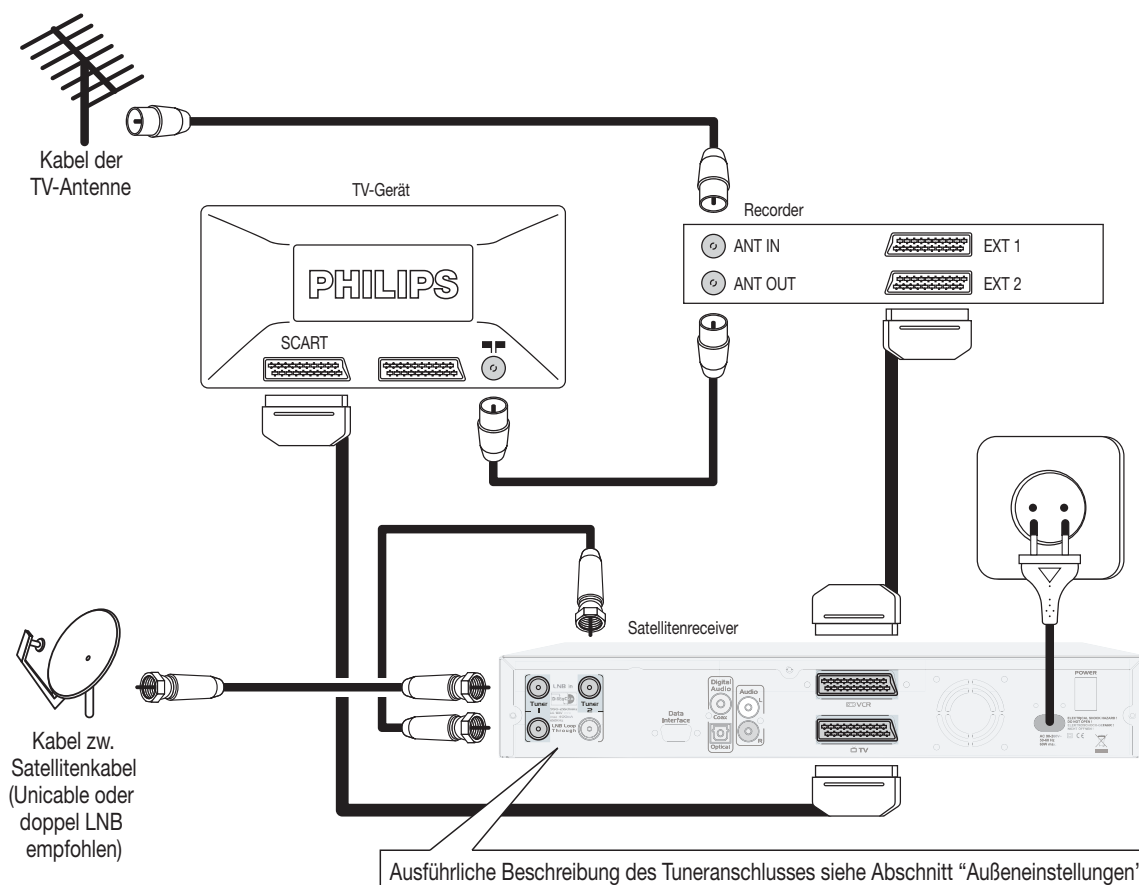 Kabel der
TV-Antenne
TV-Gerät
PHILIPS
SCART
Recorder
ANT IN
EXT 1
ANT OUT
EXT 2
Kabel zw.
Satellitenkabel
(Unicable oder
doppel LNB
empfohlen)
Satellitenreceiver
LNB in
Tuner
1
Tuner
2
LNB Loop
Through
Data
Interface
Digital
Audio
Coax
Optical
Audio
L
R
VCR
TV
POWER
Ausführliche Beschreibung des Tuneranschlusses siehe Abschnitt “Außeneinstellungen”